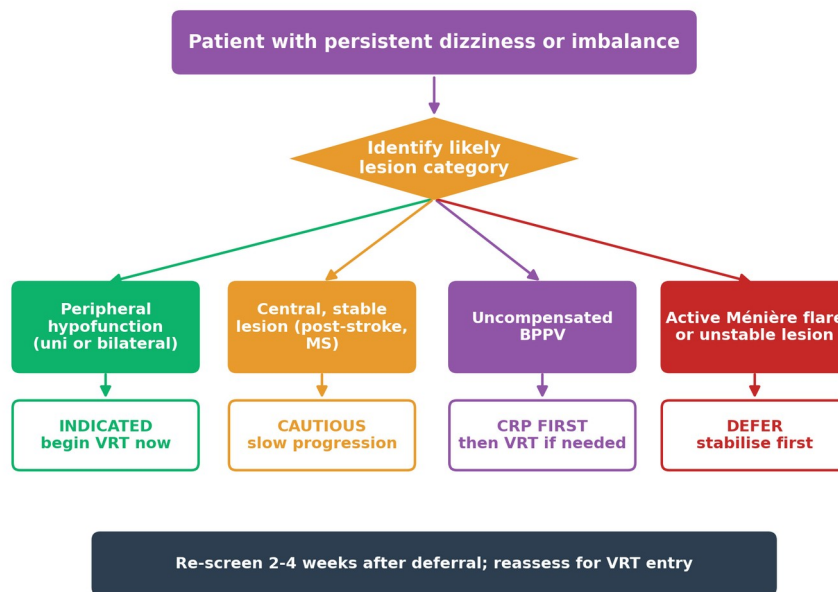 Patient with persistent dizziness or imbalance
Identify likely
lesion category
Peripheral
hypofunction
(uni or bilateral)
Central, stable
lesion (post-stroke,
MS)
Uncompensated
BPPV
Active Ménière flare
or unstable lesion
INDICATED
begin VRT now
CAUTIOUS
slow progression
CRP FIRST
then VRT if needed
DEFER
stabilise first
Re-screen 2-4 weeks after deferral; reassess for VRT entry